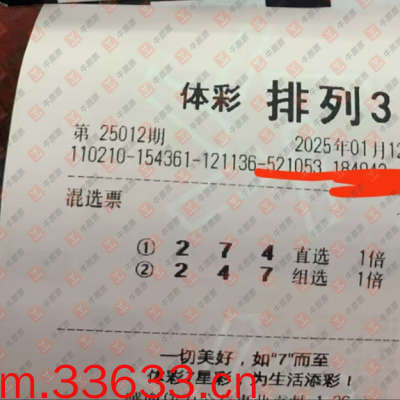 体彩 排列3
第 25012期 2025年01月12
110210-154361-121136-521053
混选票
① 2 7 4 直选 1倍
② 2 4 7 组选 1倍
一切美好，如“7”而至
体彩7星彩，为生活添彩！
m.33633.cn